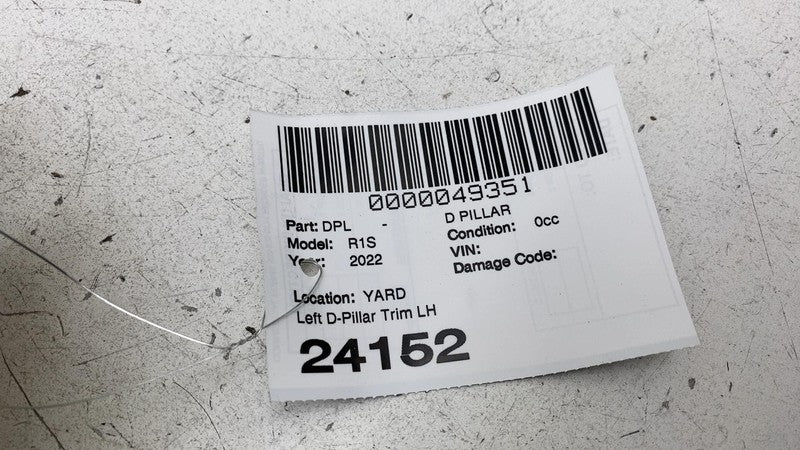 0000049351
Part: DPL - D PILLAR
Model: R1S Condition: 0cc
Year: 2022 VIN:
Damage Code:
Location: YARD
Left D-Pillar Trim LH
24152